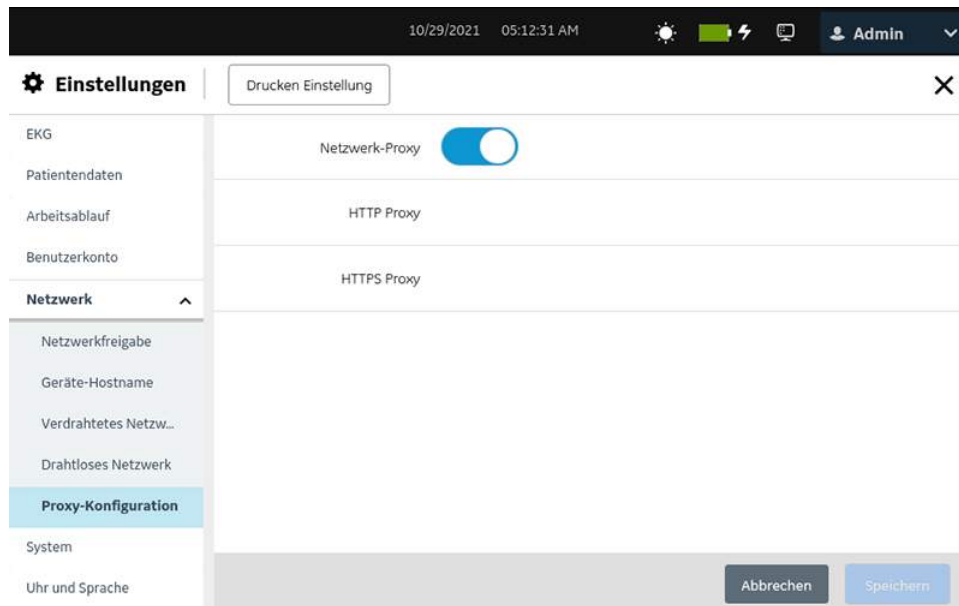 10/29/2021 05:12:31 AM Admin
Einstellungen Drucken Einstellung
EKG
Patientendaten
Arbeitsablauf
Benutzerkonto
Netzwerk
Netzwerkfreigabe
Geräte-Hostname
Verdrahtetes Netzw...
Drahtloses Netzwerk
Proxy-Konfiguration
System
Uhr und Sprache
Netzwerk-Proxy
HTTP Proxy
HTTPS Proxy
Abbrechen Speichern